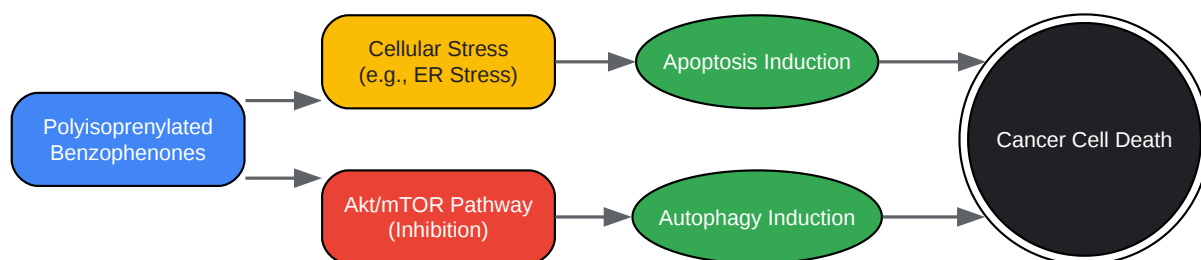 Polyisoprenylated
Benzophenones
Cellular Stress
(e.g., ER Stress)
Apoptosis Induction
Akt/mTOR Pathway
(Inhibition)
Autophagy Induction
Cancer Cell Death